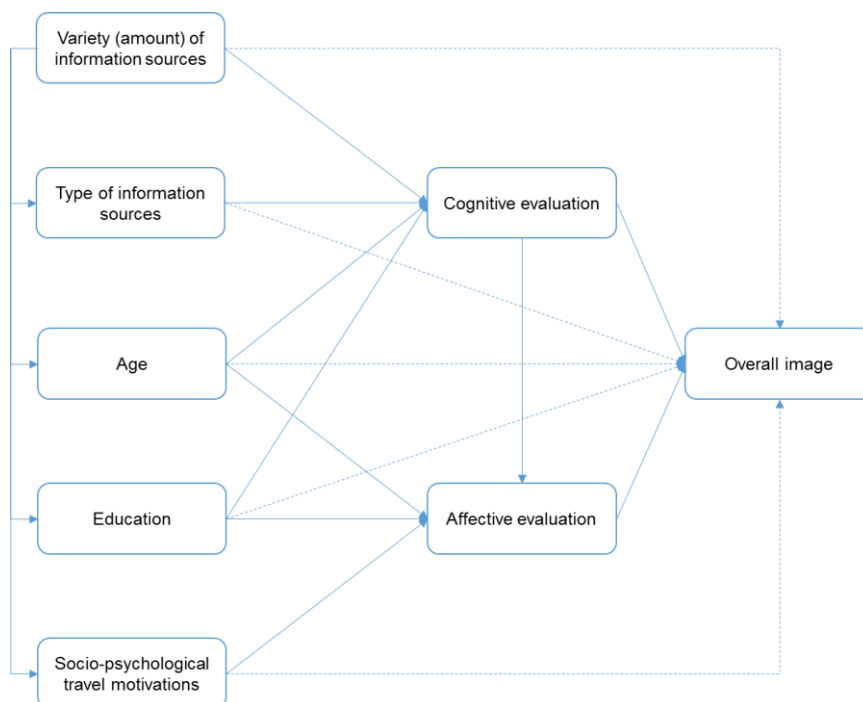 Variety (amount) of
information sources
Type of information
sources
Cognitive evaluation
Age
Overall image
Education
Affective evaluation
Socio-psychological
travel motivations